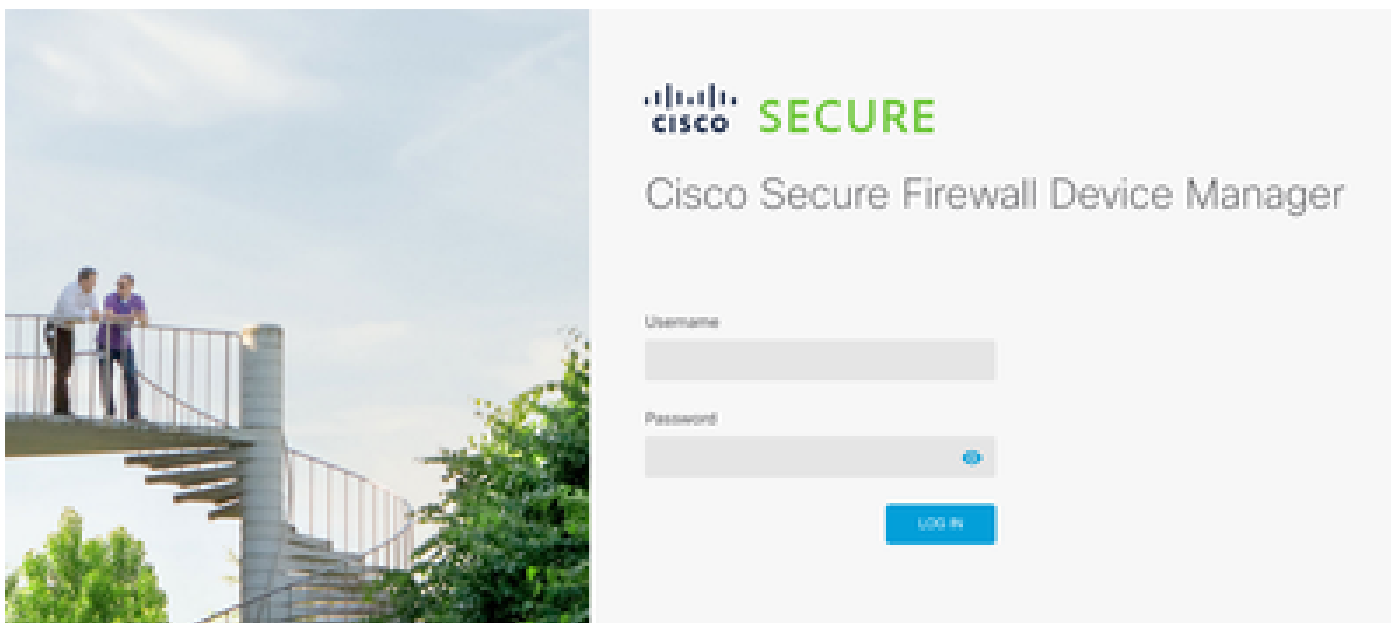 CISCO SECURE
Cisco Secure Firewall Device Manager
Username
Password
LOG IN